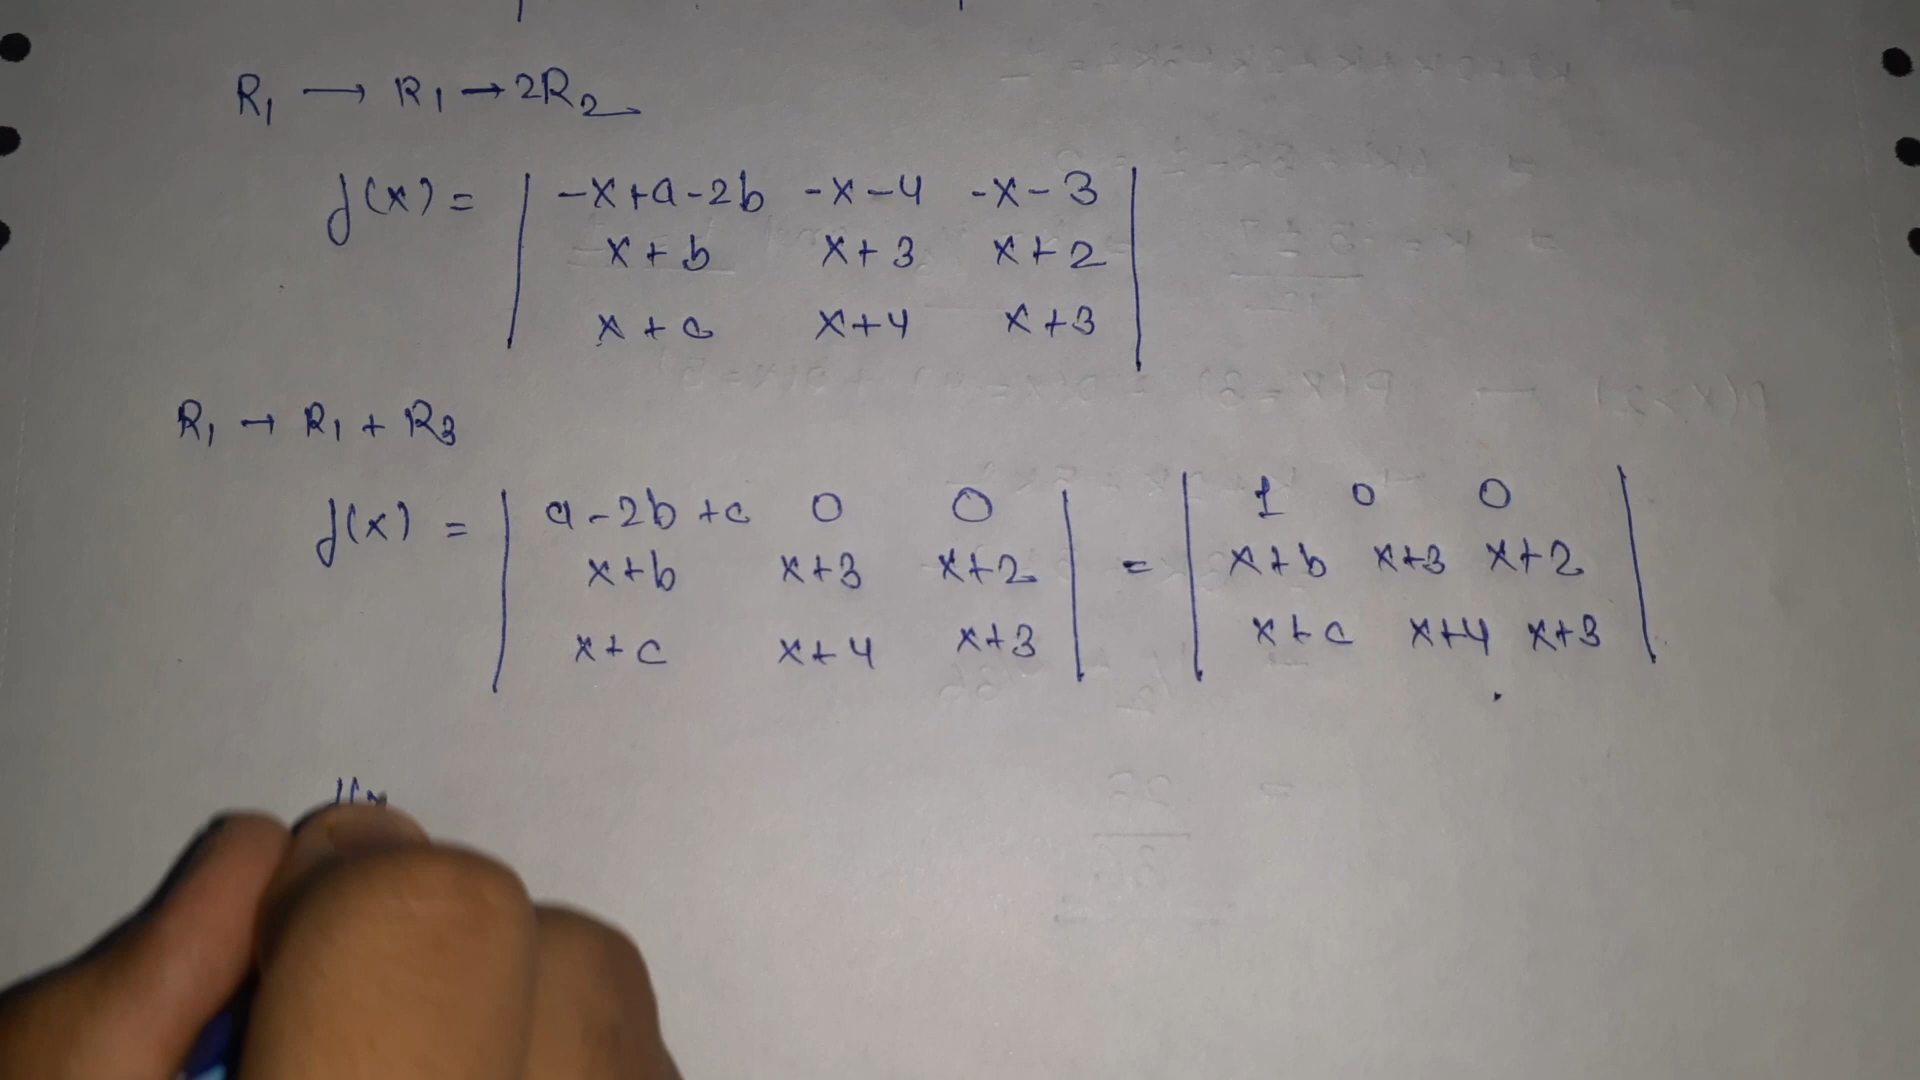 R₁ → R₁ → 2R₂
f(x) = | -x+a-2b -x-4 -x-3 |
| x+b x+3 x+2 |
| x+c x+4 x+3 |
R₁ → R₁ + R₃
f(x) = | a-2b+c 0 0 | = | 1 0 0 |
| x+b x+3 x+2 | | x+b x+3 x+2 |
| x+c x+4 x+3 | | x+c x+4 x+3 |